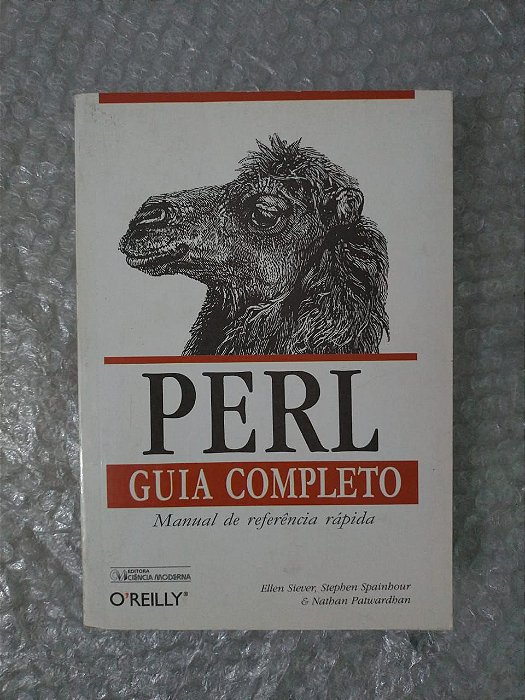 PERL
GUIA COMPLETO
Manual de referência rápida
EDITORA
CIÊNCIA MODERNA
O'REILLY®
Ellen Siever, Stephen Spainhour
& Nathan Patwardhan